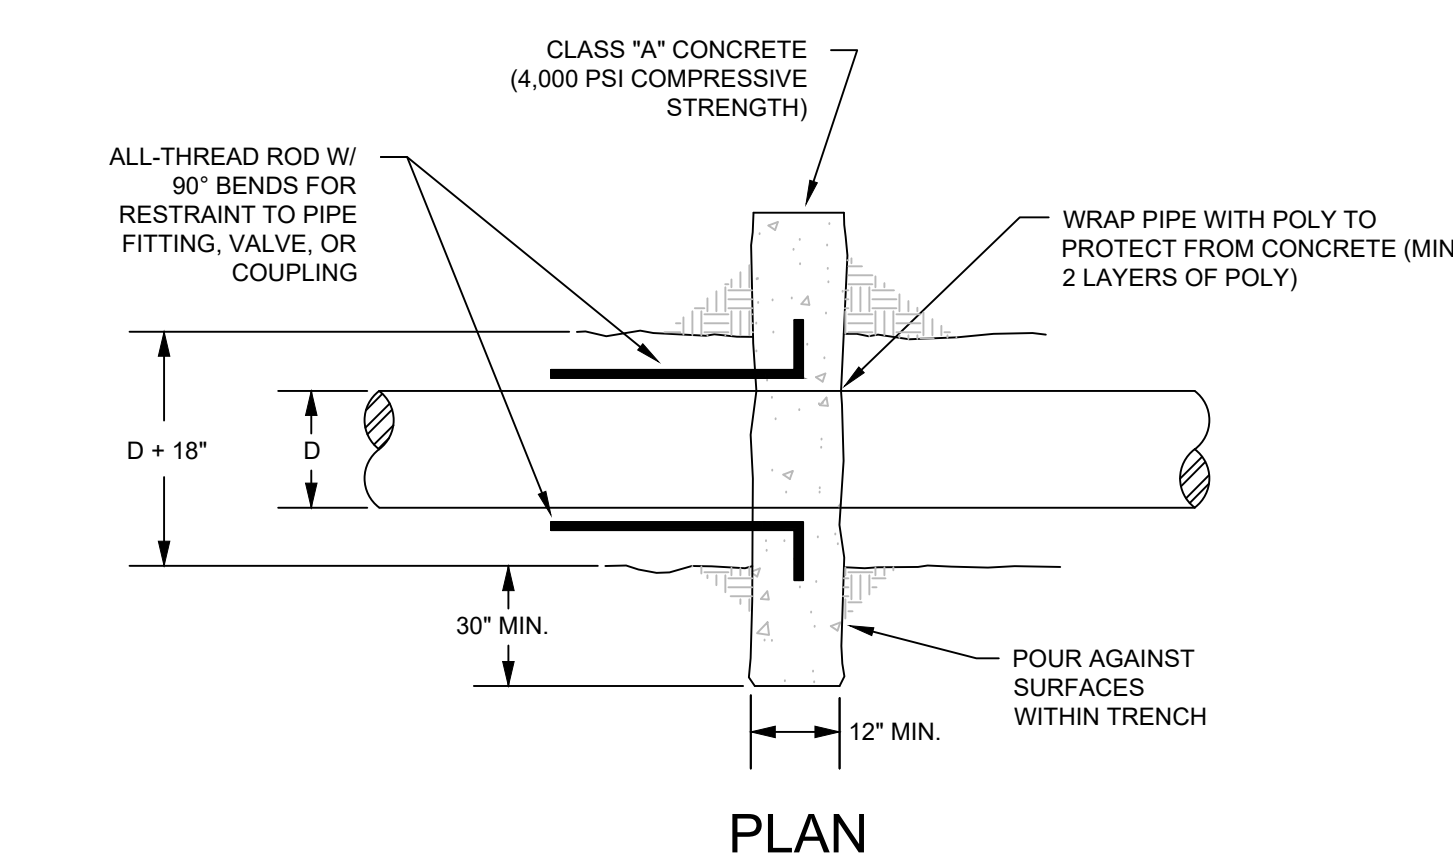 CLASS "A" CONCRETE
(4,000 PSI COMPRESSIVE
STRENGTH)
ALL-THREAD ROD W/
90° BENDS FOR
RESTRAINT TO PIPE
FITTING, VALVE, OR
COUPLING
WRAP PIPE WITH POLY TO
PROTECT FROM CONCRETE (MIN
2 LAYERS OF POLY)
D + 18"
D
30" MIN.
POUR AGAINST
SURFACES
WITHIN TRENCH
12" MIN.
PLAN